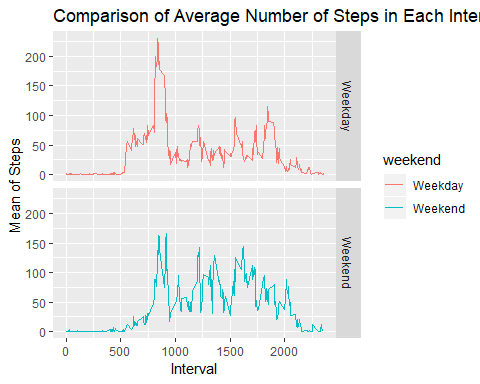 Comparison of Average Number of Steps in Each Inter
200
150
100
50
0
Weekday
200
150
100
50
0
Weekend
Mean of Steps
0
500
1000
1500
2000
Interval
weekend
Weekday
Weekend